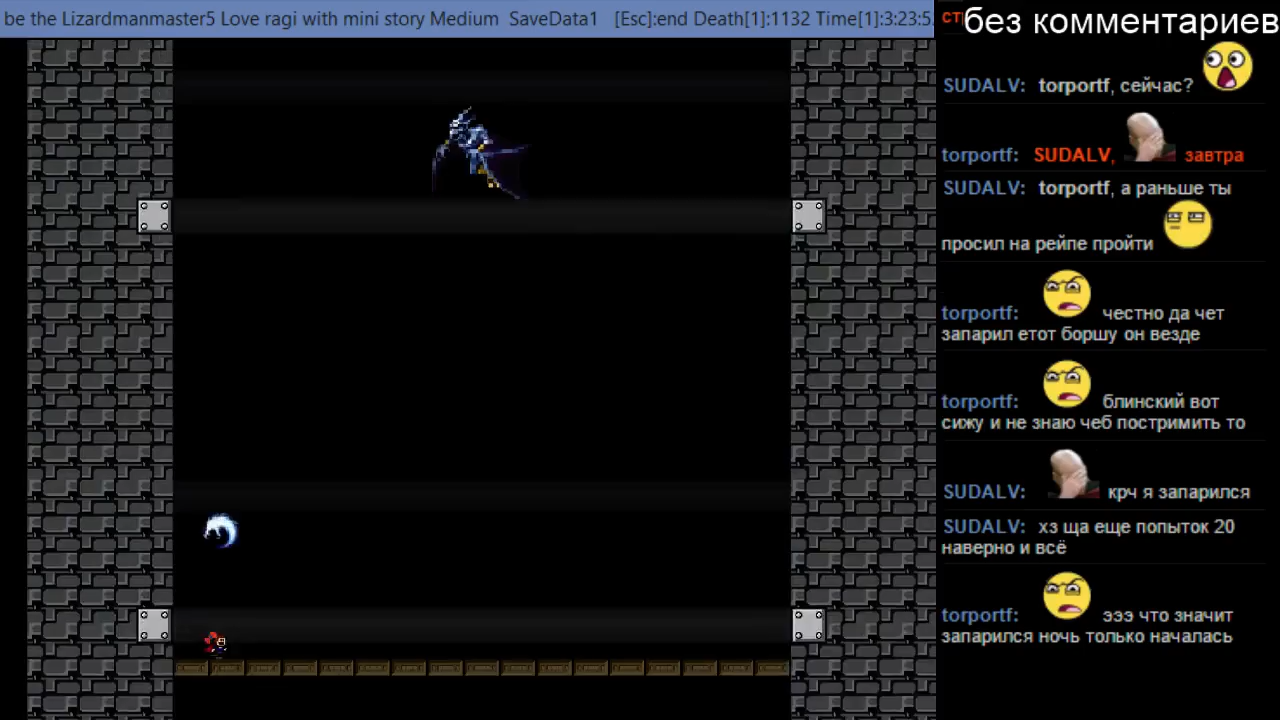 be the Lizardmanmaster5 Love ragi with mini story Medium SaveData1 [Esc]:end Death[1]:1132 Time[1]:3:23:5
без комментариев
SUDALV: torportf, сейчас?
torportf: SUDALV, завтра
SUDALV: torportf, а раньше ты
просил на рейпе пройти
torportf: честно да чет
запарил етот боршу он везде
torportf: блинский вот
сижу и не знаю чеб постримить то
SUDALV: крч я запарился
SUDALV: хз ща еще попыток 20
наверно и всё
torportf: эээ что значит
запарился ночь только началась